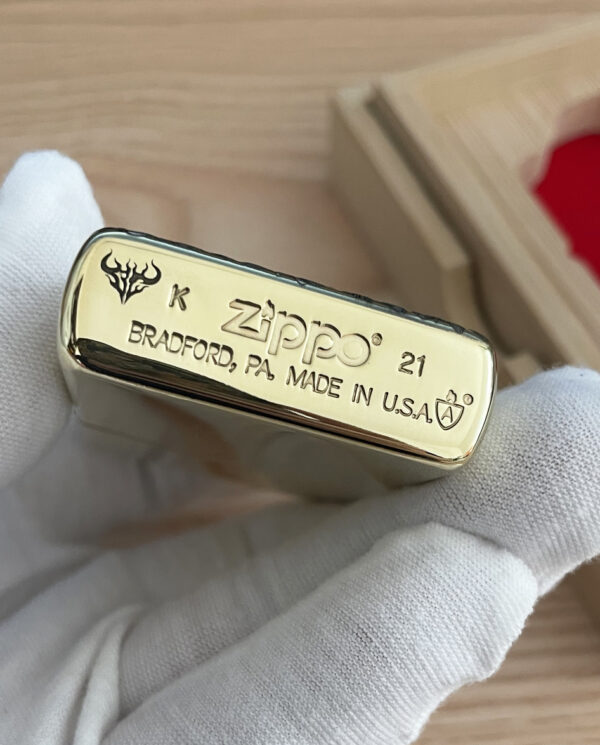 K Zippo® 21
BRADFORD, PA. MADE IN U.S.A. A®